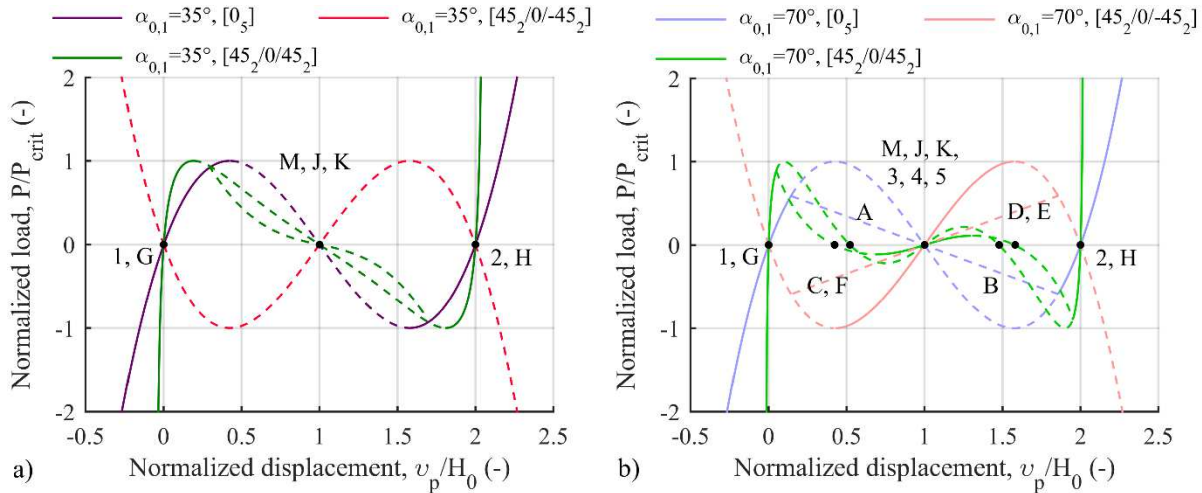 α0,1=35°, [05]
α0,1=35°, [452/0/-452]
α0,1=35°, [452/0/452]
Normalized load, P/Pcrit (-)
2
1
0
-1
-2
M, J, K
1, G
2, H
-0.5 0 0.5 1 1.5 2 2.5
a) Normalized displacement, υp/H0 (-)
α0,1=70°, [05]
α0,1=70°, [452/0/-452]
α0,1=70°, [452/0/452]
Normalized load, P/Pcrit (-)
2
1
0
-1
-2
M, J, K,
3, 4, 5
A
D, E
1, G
2, H
C, F
B
-0.5 0 0.5 1 1.5 2 2.5
b) Normalized displacement, υp/H0 (-)